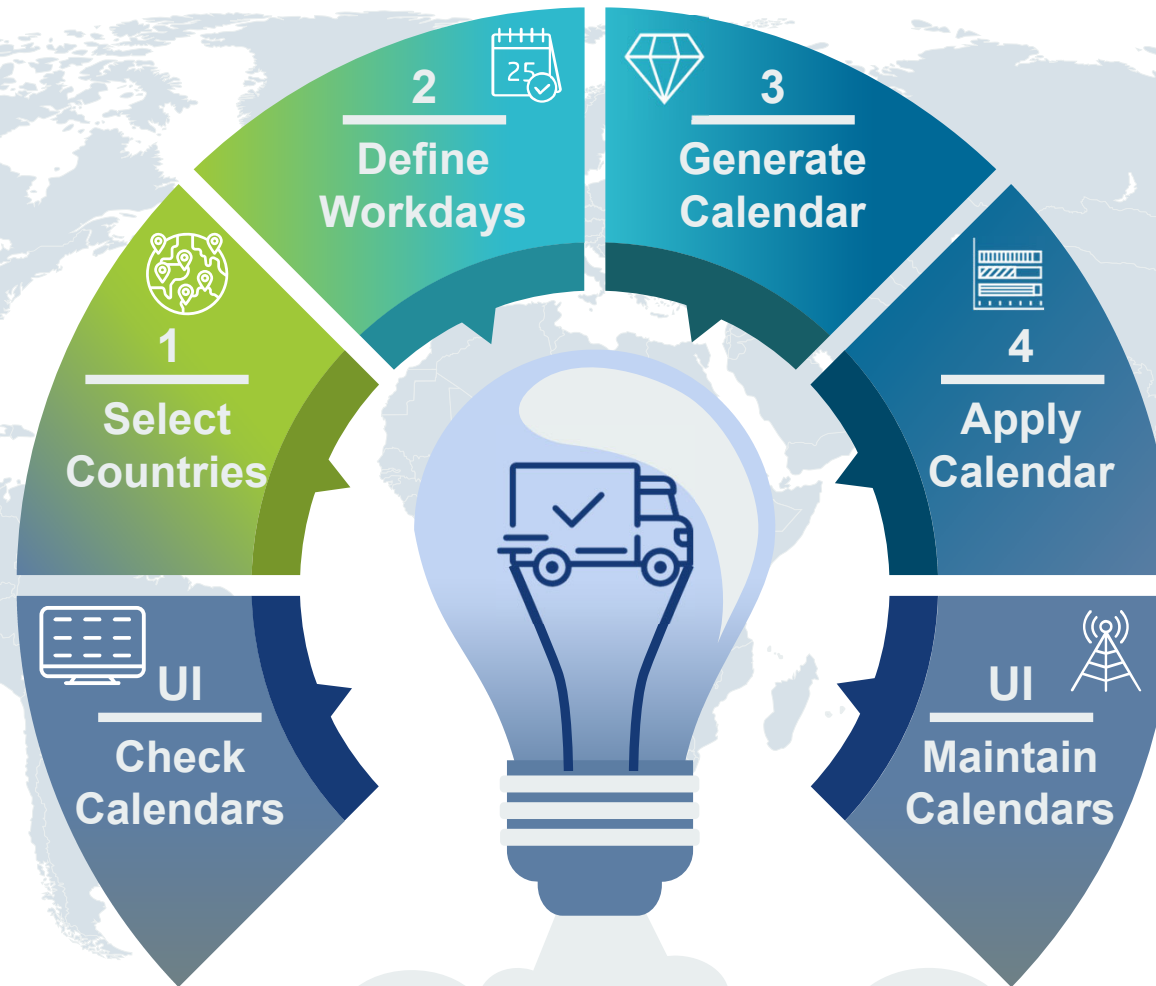 1
Select
Countries
2
25
Define
Workdays
3
Generate
Calendar
4
Apply
Calendar
UI
Check
Calendars
UI
Maintain
Calendars